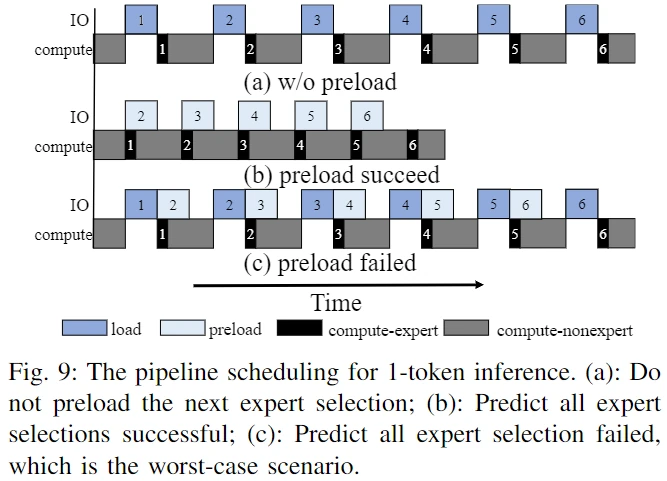 IO 1 2 3 4 5 6
compute 1 2 3 4 5 6
(a) w/o preload
IO 2 3 4 5 6
compute 1 2 3 4 5 6
(b) preload succeed
IO 1 2 2 3 3 4 4 5 5 6 6
compute 1 2 3 4 5 6
(c) preload failed
Time
load preload compute-expert compute-nonexpert
Fig. 9: The pipeline scheduling for 1-token inference. (a): Do
not preload the next expert selection; (b): Predict all expert
selections successful; (c): Predict all expert selection failed,
which is the worst-case scenario.